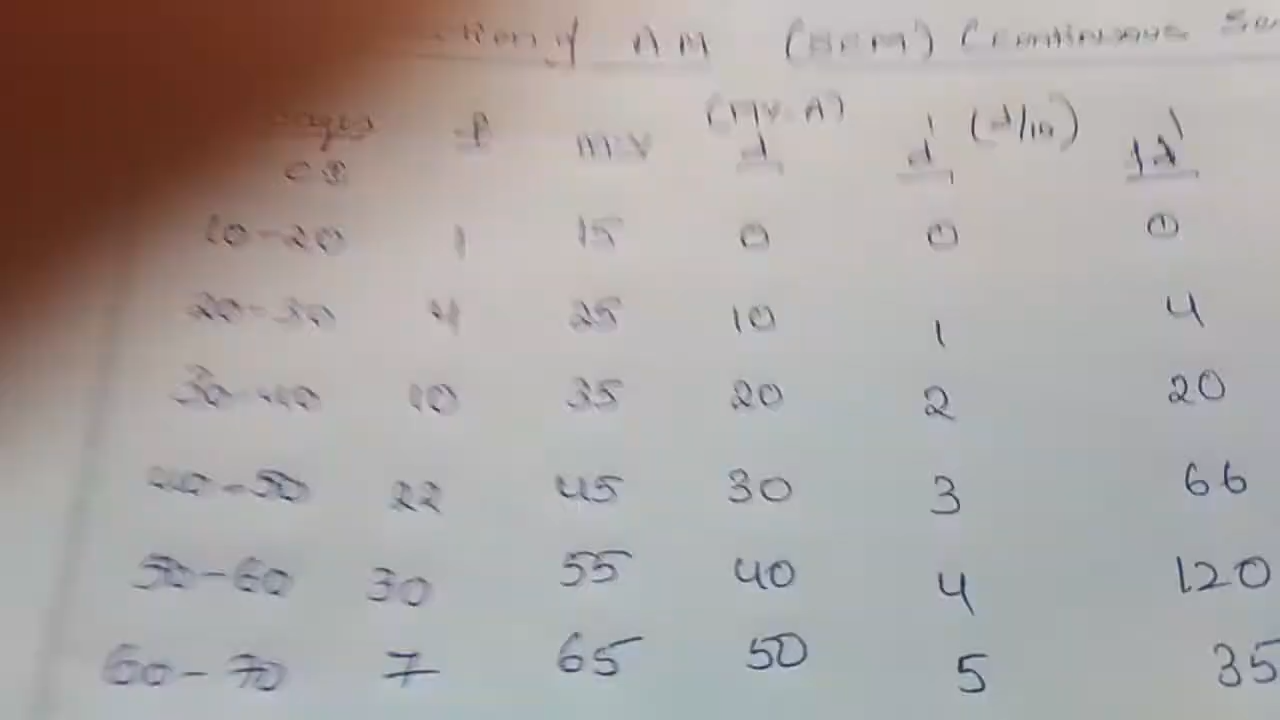 of AM (SDM) (Continuous
f M.V (MV-A) d d' (d/10) fd'
10-20 1 15 0 0 0
20-30 4 25 10 1 4
30-40 10 35 20 2 20
40-50 22 45 30 3 66
50-60 30 55 40 4 120
60-70 7 65 50 5 35